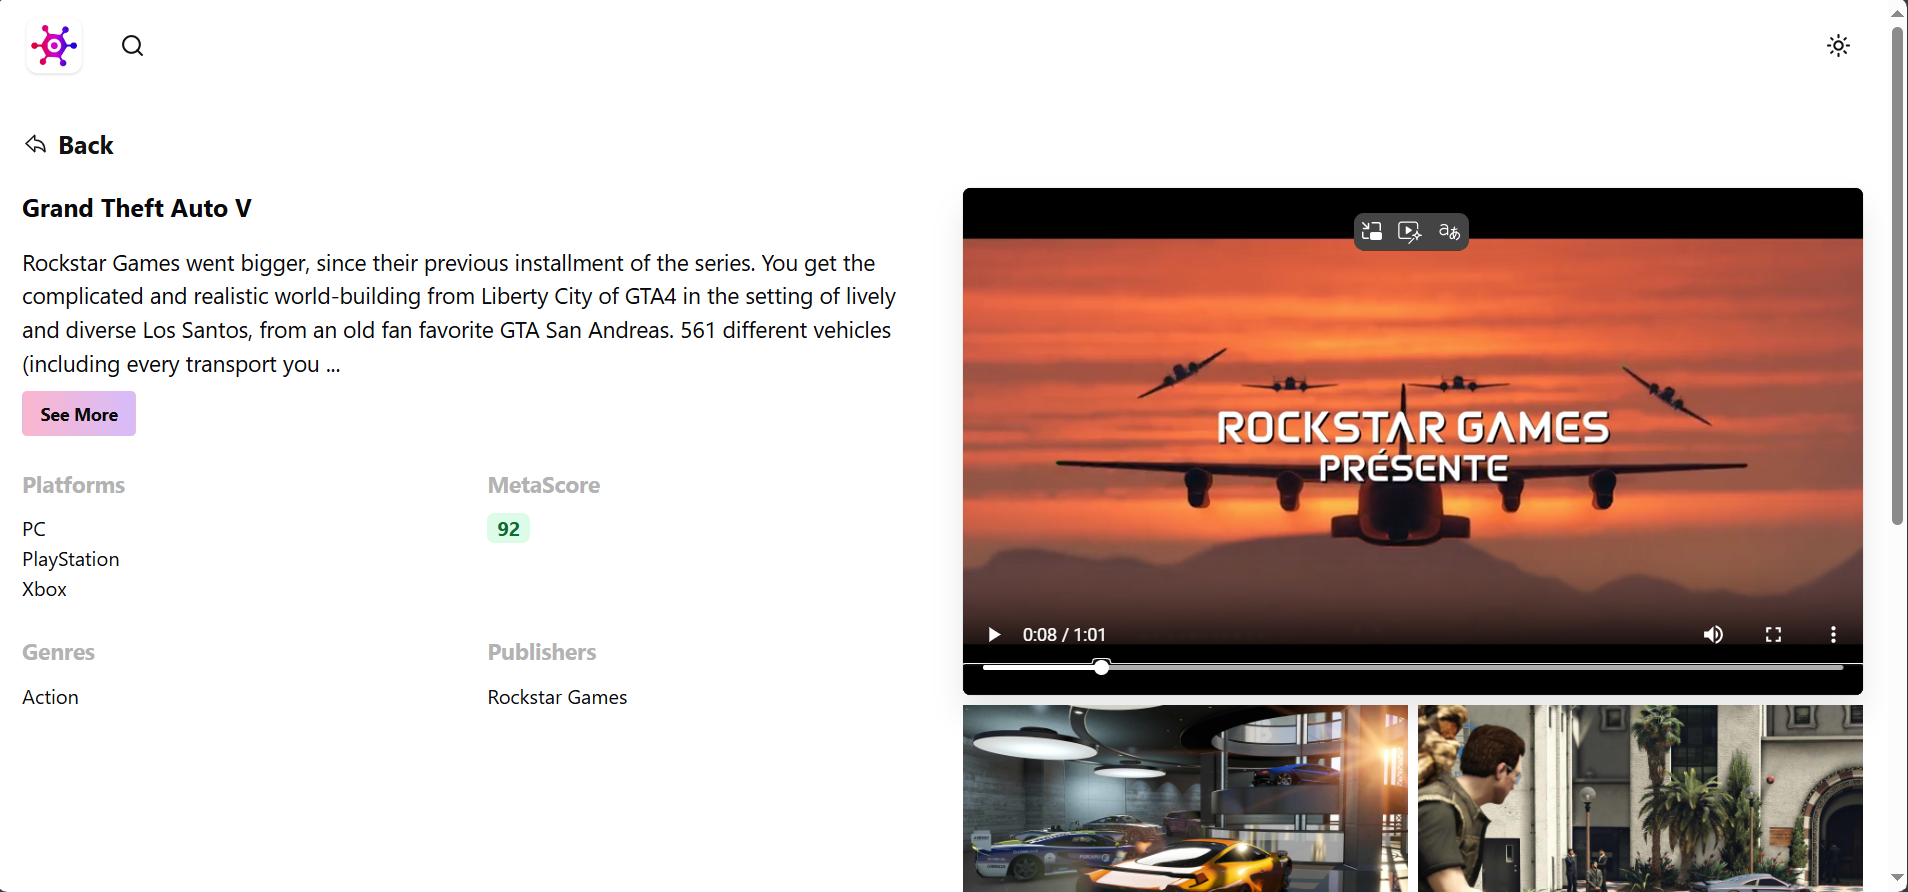 Back
Grand Theft Auto V
Rockstar Games went bigger, since their previous installment of the series. You get the
complicated and realistic world-building from Liberty City of GTA4 in the setting of lively
and diverse Los Santos, from an old fan favorite GTA San Andreas. 561 different vehicles
(including every transport you ...
See More
Platforms
PC
PlayStation
Xbox
MetaScore
92
Genres
Action
Publishers
Rockstar Games
aあ
ROCKSTAR GAMES
PRÉSENTE
0:08 / 1:01